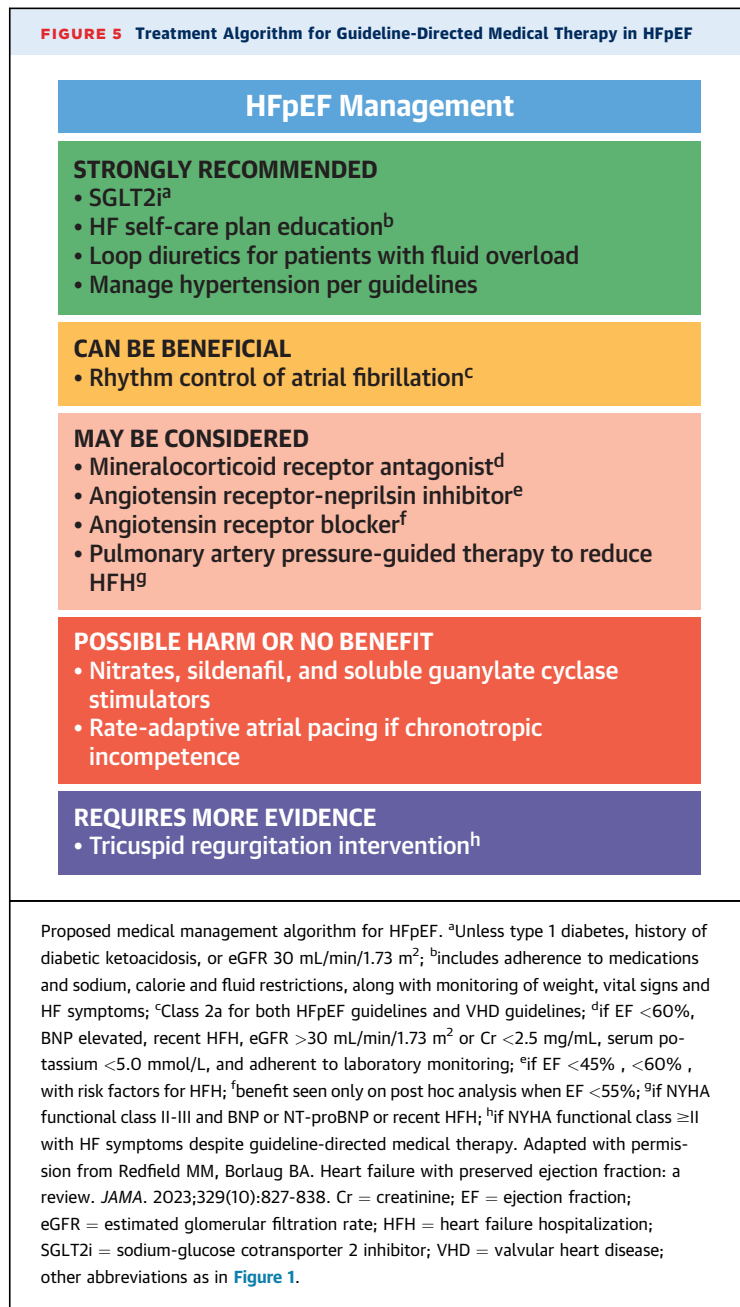 FIGURE 5 Treatment Algorithm for Guideline-Directed Medical Therapy in HFpEF
HFpEF Management
STRONGLY RECOMMENDED
• SGLT2iᵃ
• HF self-care plan educationᵇ
• Loop diuretics for patients with fluid overload
• Manage hypertension per guidelines
CAN BE BENEFICIAL
• Rhythm control of atrial fibrillationᶜ
MAY BE CONSIDERED
• Mineralocorticoid receptor antagonistᵈ
• Angiotensin receptor-neprilsin inhibitorᵉ
• Angiotensin receptor blockerᶠ
• Pulmonary artery pressure-guided therapy to reduce
HFHᵍ
POSSIBLE HARM OR NO BENEFIT
• Nitrates, sildenafil, and soluble guanylate cyclase
stimulators
• Rate-adaptive atrial pacing if chronotropic
incompetence
REQUIRES MORE EVIDENCE
• Tricuspid regurgitation interventionʰ
Proposed medical management algorithm for HFpEF. ᵃUnless type 1 diabetes, history of
diabetic ketoacidosis, or eGFR 30 mL/min/1.73 m²; ᵇincludes adherence to medications
and sodium, calorie and fluid restrictions, along with monitoring of weight, vital signs and
HF symptoms; ᶜClass 2a for both HFpEF guidelines and VHD guidelines; ᵈif EF <60%,
BNP elevated, recent HFH, eGFR >30 mL/min/1.73 m² or Cr <2.5 mg/mL, serum po-
tassium <5.0 mmol/L, and adherent to laboratory monitoring; ᵉif EF <45% , <60% ,
with risk factors for HFH; ᶠbenefit seen only on post hoc analysis when EF <55%; ᵍif NYHA
functional class II-III and BNP or NT-proBNP or recent HFH; ʰif NYHA functional class ≥II
with HF symptoms despite guideline-directed medical therapy. Adapted with permis-
sion from Redfield MM, Borlaug BA. Heart failure with preserved ejection fraction: a
review. JAMA. 2023;329(10):827-838. Cr = creatinine; EF = ejection fraction;
eGFR = estimated glomerular filtration rate; HFH = heart failure hospitalization;
SGLT2i = sodium-glucose cotransporter 2 inhibitor; VHD = valvular heart disease;
other abbreviations as in Figure 1.